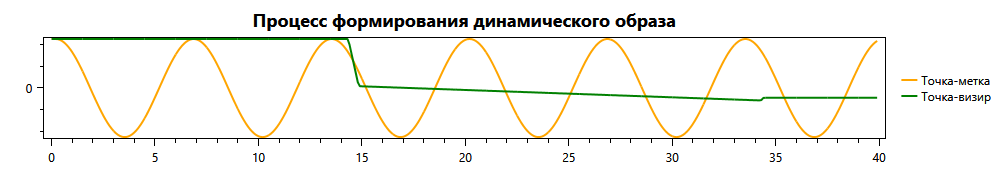 Процесс формирования динамического образа
0
Точка-метка
Точка-визир
0 5 10 15 20 25 30 35 40